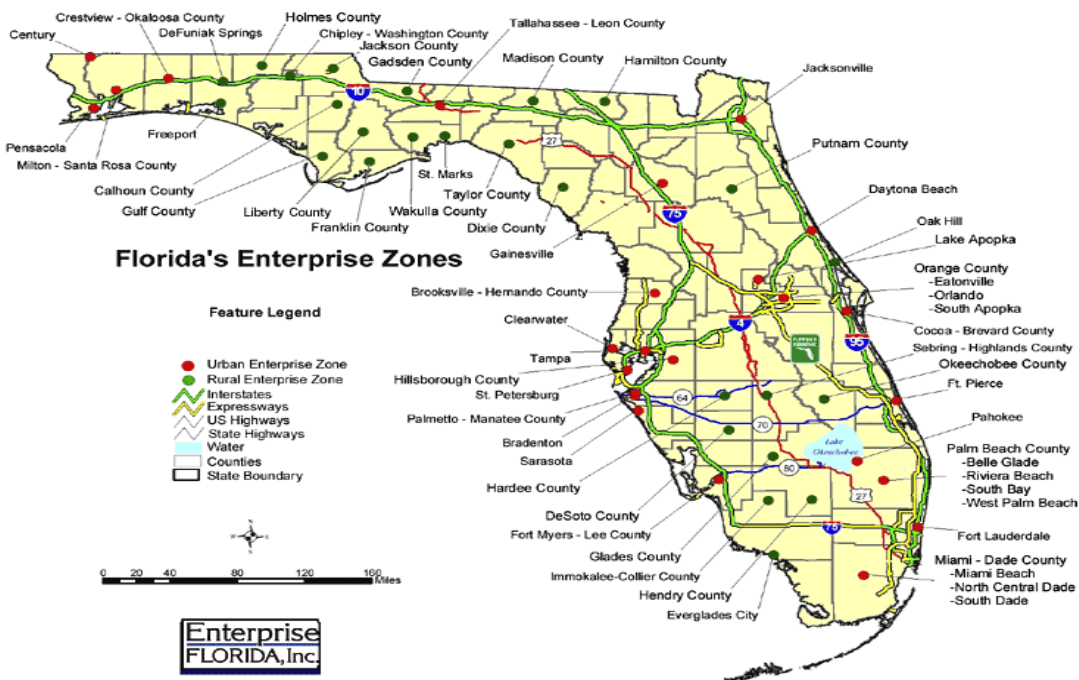 Crestview - Okaloosa County
Holmes County
Century
DeFuniak Springs
Chipley - Washington County
Tallahassee - Leon County
Jackson County
Gadsden County
Madison County
Hamilton County
Jacksonville
10
Freeport
Pensacola
Milton - Santa Rosa County
27
Putnam County
St. Marks
Calhoun County
Taylor County
Daytona Beach
Gulf County
Liberty County
Wakulla County
75
Franklin County
Dixie County
Oak Hill
Gainesville
Lake Apopka
Florida's Enterprise Zones
Orange County
-Eatonville
-Orlando
-South Apopka
Brooksville - Hernando County
Feature Legend
Clearwater
4
95
Cocoa - Brevard County
Sebring - Highlands County
Tampa
Okeechobee County
Urban Enterprise Zone
Rural Enterprise Zone
Interstates
Expressways
US Highways
State Highways
Water
Counties
State Boundary
Hillsborough County
Ft. Pierce
St. Petersburg
64
Palmetto - Manatee County
Pahokee
70
Bradenton
Lake
Okeechobee
Palm Beach County
-Belle Glade
-Riviera Beach
-South Bay
-West Palm Beach
Sarasota
80
Hardee County
27
DeSoto County
75
Fort Myers - Lee County
Fort Lauderdale
Glades County
Miami - Dade County
-Miami Beach
-North Central Dade
-South Dade
Immokalee-Collier County
Hendry County
Everglades City
0 20 40 80 120 160
Miles
Enterprise
FLORIDA, Inc.